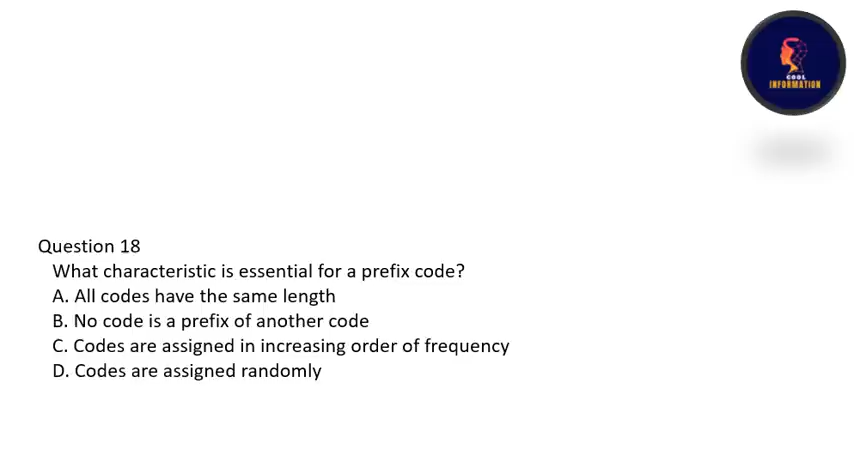 COOL
INFORMATION
Question 18
What characteristic is essential for a prefix code?
A. All codes have the same length
B. No code is a prefix of another code
C. Codes are assigned in increasing order of frequency
D. Codes are assigned randomly